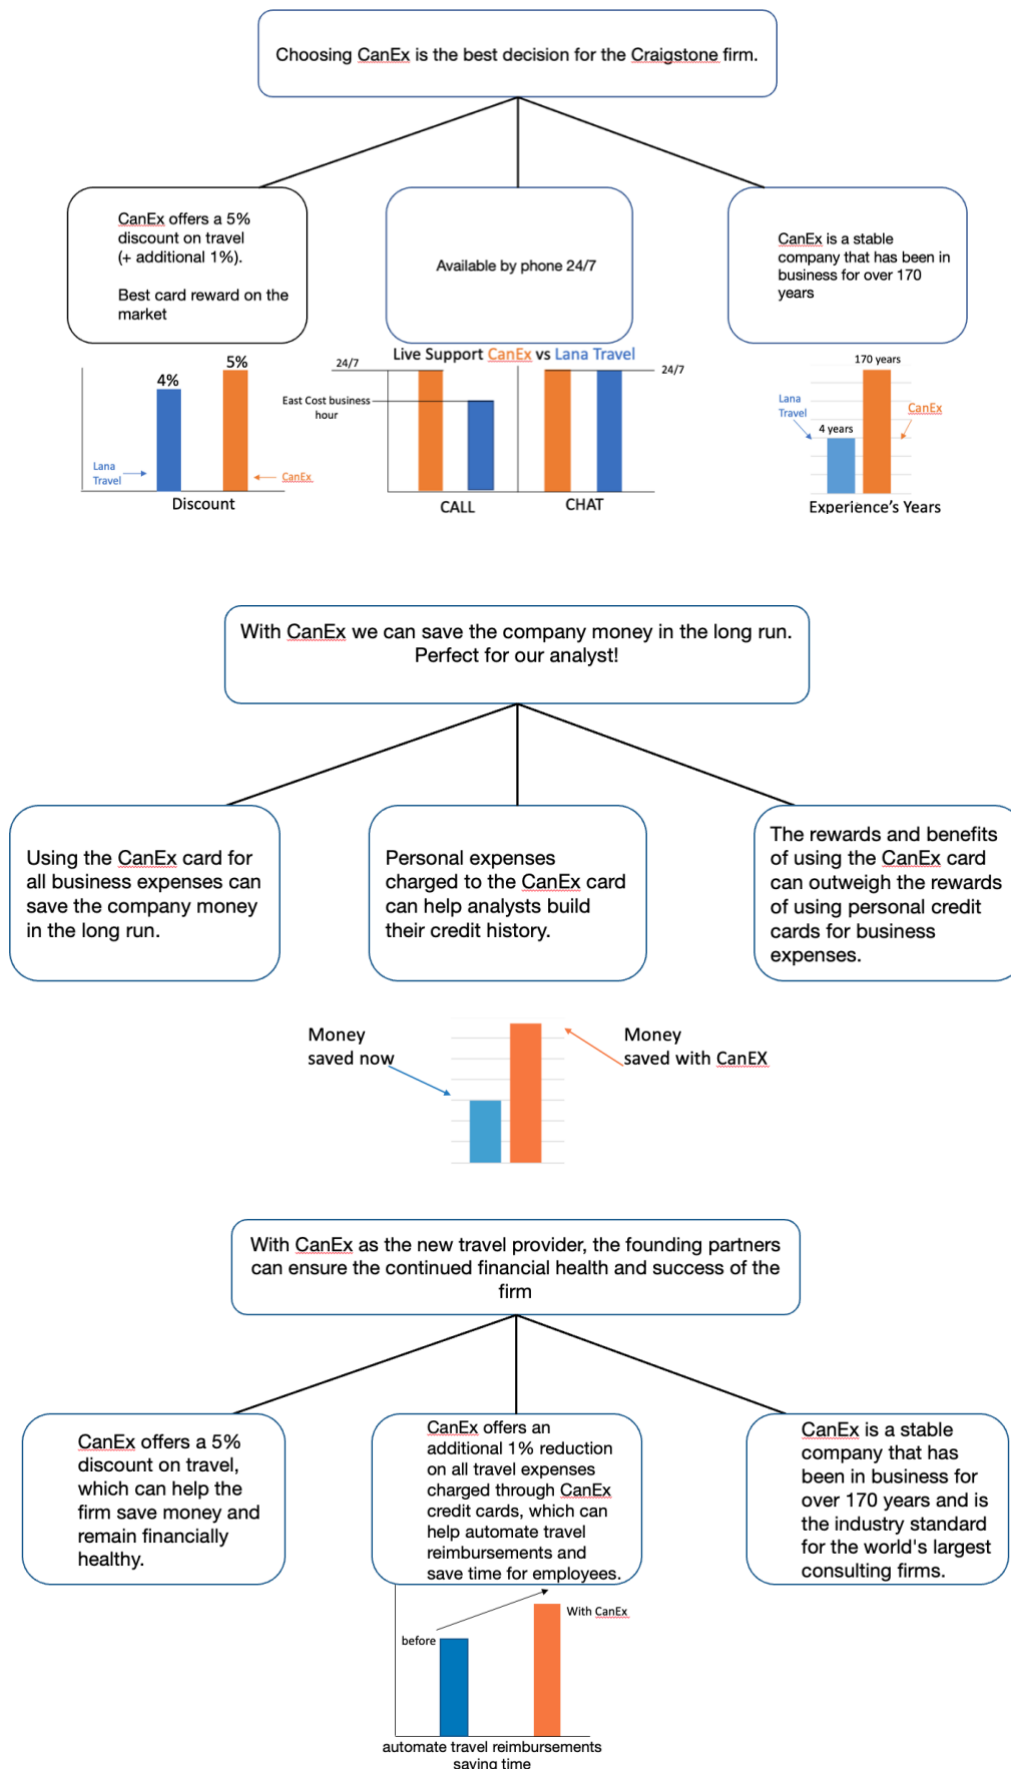 Choosing CanEx is the best decision for the Craigstone firm.
CanEx offers a 5%
discount on travel
(+ additional 1%).
Best card reward on the
market
Available by phone 24/7
CanEx is a stable
company that has been in
business for over 170
years
4%
5%
Lana
Travel
CanEx
Discount
Live Support CanEx vs Lana Travel
24/7
24/7
East Cost business
hour
CALL
CHAT
170 years
Lana
Travel
4 years
CanEx
Experience's Years
With CanEx we can save the company money in the long run.
Perfect for our analyst!
Using the CanEx card for
all business expenses can
save the company money
in the long run.
Personal expenses
charged to the CanEx card
can help analysts build
their credit history.
The rewards and benefits
of using the CanEx card
can outweigh the rewards
of using personal credit
cards for business
expenses.
Money
saved now
Money
saved with CanEX
With CanEx as the new travel provider, the founding partners
can ensure the continued financial health and success of the
firm
CanEx offers a 5%
discount on travel,
which can help the
firm save money and
remain financially
healthy.
CanEx offers an
additional 1% reduction
on all travel expenses
charged through CanEx
credit cards, which can
help automate travel
reimbursements and
save time for employees.
CanEx is a stable
company that has
been in business for
over 170 years and is
the industry standard
for the world's largest
consulting firms.
before
With CanEx
automate travel reimbursements
saving time